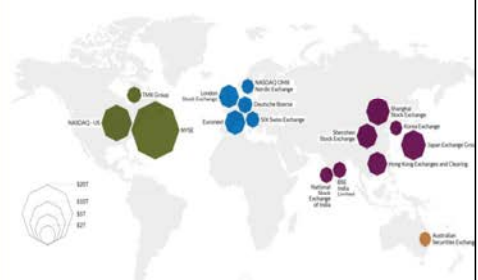 TMX Group
NASDAQ - US
NYSE
London
Stock Exchange
NASDAQ OMX
Nordic Exchange
Deutsche Boerse
Euronext
SIX Swiss Exchange
Shanghai
Stock Exchange
Korea Exchange
Shenzhen
Stock Exchange
Japan Exchange Grou
Hong Kong Exchanges and Clearing
National
Stock
Exchange
of India
BSE
India
Limited
Australian
Securities Exchang
$20T
$10T
$5T
$2T